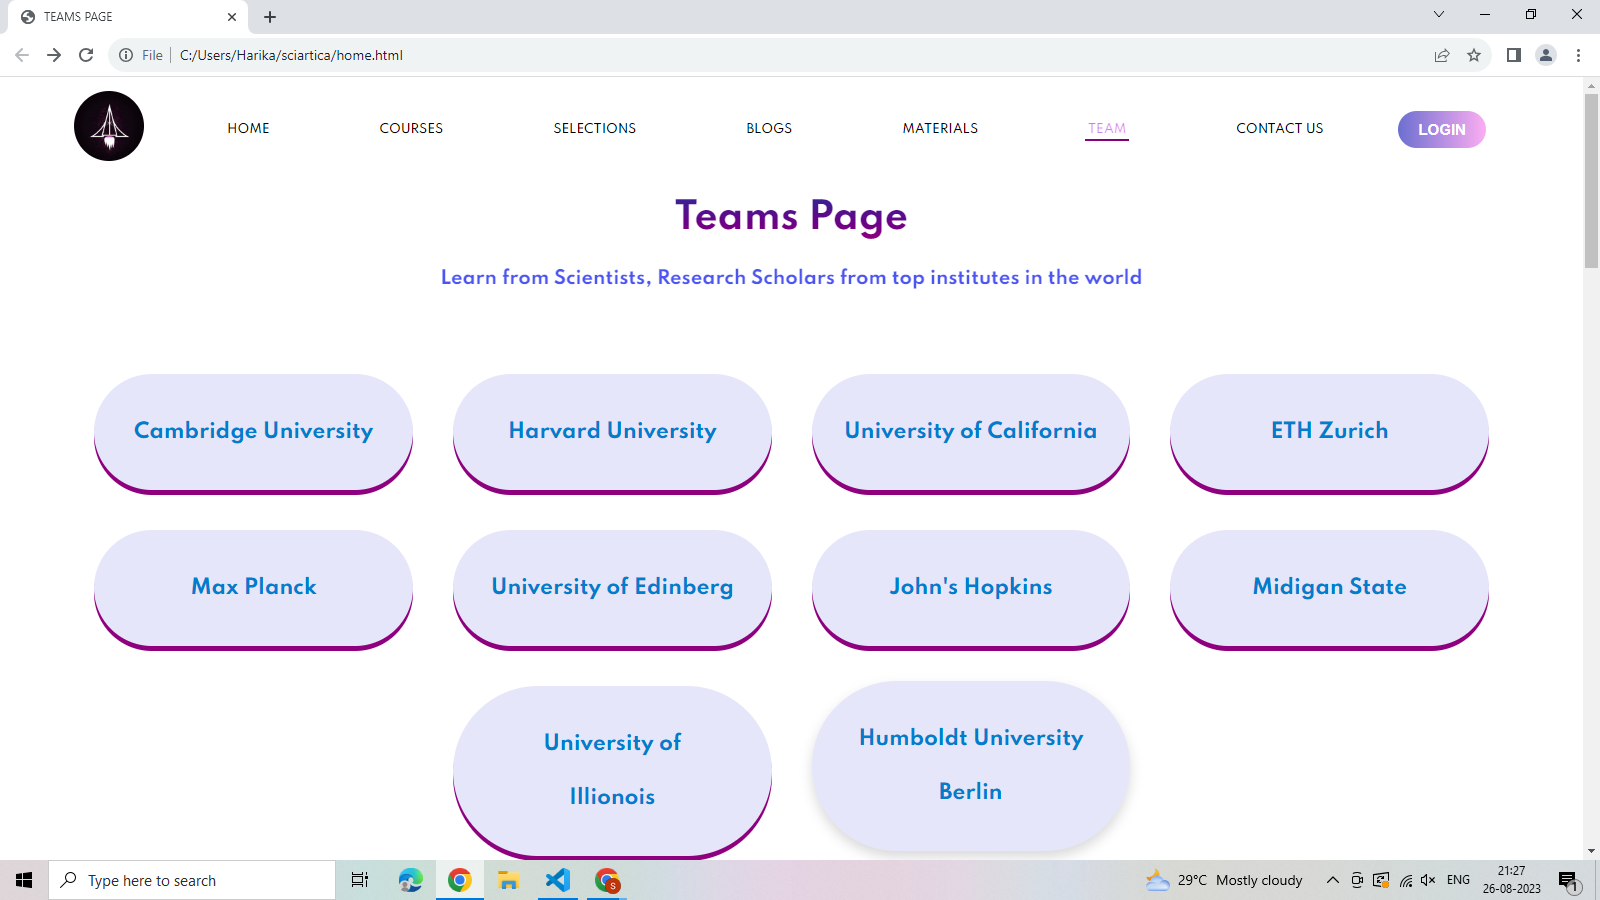 TEAMS PAGE
File
C:/Users/Harika/sciartica/home.html
HOME
COURSES
SELECTIONS
BLOGS
MATERIALS
TEAM
CONTACT US
LOGIN
Teams Page
Learn from Scientists, Research Scholars from top institutes in the world
Cambridge University
Harvard University
University of California
ETH Zurich
Max Planck
University of Edinberg
John's Hopkins
Midigan State
University of
Illionois
Humboldt University
Berlin
Type here to search
S
29°C Mostly cloudy
ENG
21:27
26-08-2023
1